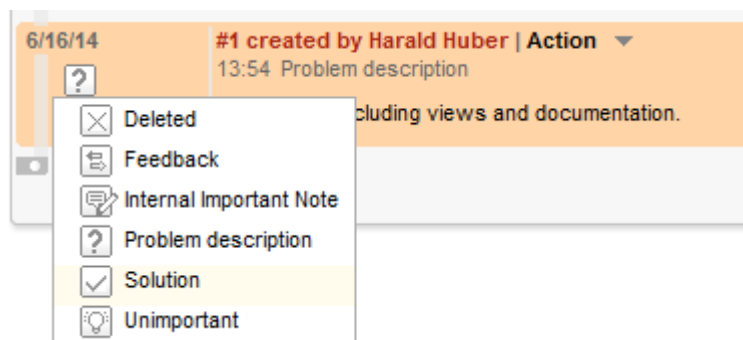 6/16/14 #1 created by Harald Huber | Action
13:54 Problem description
cluding views and documentation.
Deleted
Feedback
Internal Important Note
Problem description
Solution
Unimportant